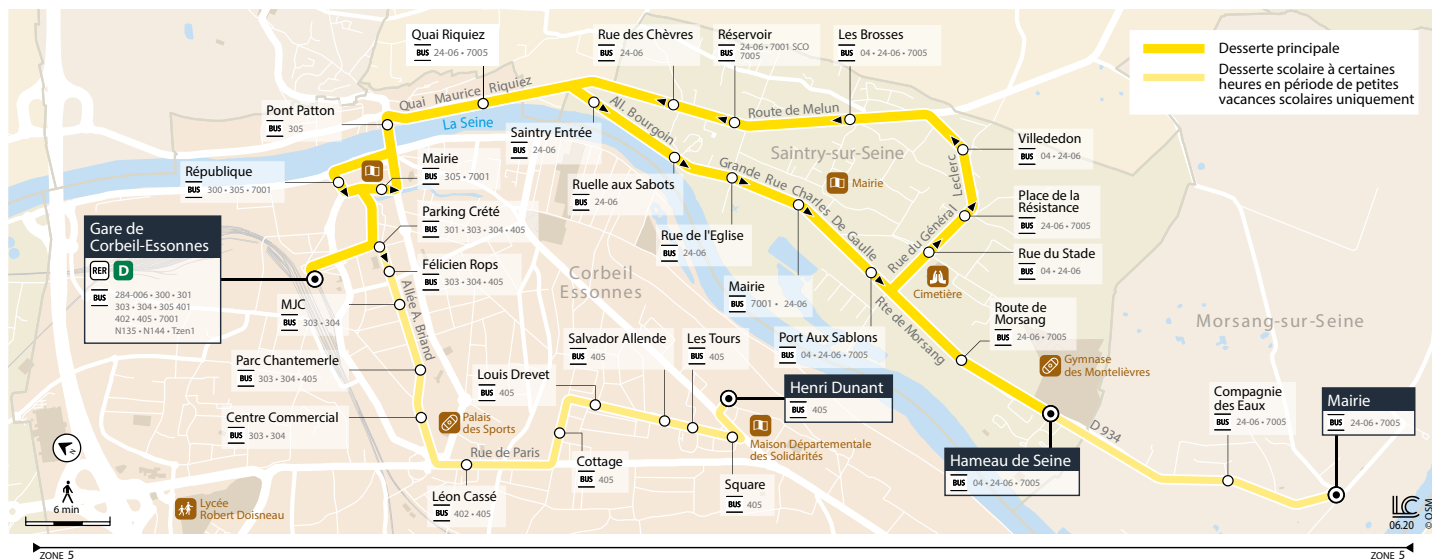 Quai Riquiez
BUS 24-06 • 7005
Rue des Chèvres
BUS 24-06
Réservoir
BUS 24-06 • 7001 SCO
7005
Les Brosses
BUS 04 • 24-06 • 7005
Desserte principale
Desserte scolaire à certaines
heures en période de petites
vacances scolaires uniquement
Pont Patton
BUS 305
Quai Maurice Riquiez
La Seine
All. Bourgoin
Route de Melun
Saintry Entrée
BUS 24-06
Saintry-sur-Seine
Villededon
BUS 04 • 24-06
République
BUS 300 • 305 • 7001
Mairie
BUS 305 • 7001
Ruelle aux Sabots
BUS 24-06
Grande Rue Charles De Gaulle
Mairie
Rue du Général Leclerc
Place de la
Résistance
BUS 24-06 • 7005
Gare de
Corbeil-Essonnes
RER D
BUS 284-006 • 300 • 301
303 • 304 • 305 401
402 • 405 • 7001
N135 • N144 • Tzen1
Parking Crété
BUS 301 • 303 • 304 • 405
Rue de l'Eglise
BUS 24-06
Rue du Stade
BUS 04 • 24-06
Félicien Rops
BUS 303 • 304 • 405
Corbeil
Essonnes
Mairie
BUS 7001 • 24-06
Cimetière
MJC
BUS 303 • 304
Allée A. Briand
Rte de Morsang
Route de
Morsang
BUS 24-06 • 7005
Morsang-sur-Seine
Salvador Allende
BUS 405
Les Tours
BUS 405
Port Aux Sablons
BUS 04 • 24-06 • 7005
Parc Chantemerle
BUS 303 • 304 • 405
Louis Drevet
BUS 405
Henri Dunant
BUS 405
Gymnase
des Montelièvres
Centre Commercial
BUS 303 • 304
Palais
des Sports
Compagnie
des Eaux
BUS 24-06 • 7005
Mairie
BUS 24-06 • 7005
Rue de Paris
Maison Départementale
des Solidarités
D 934
N
Cottage
BUS 405
Hameau de Seine
BUS 04 • 24-06 • 7005
6 min
Lycée
Robert Doisneau
Léon Cassé
BUS 402 • 405
Square
BUS 405
LC
06.20
© OSM
ZONE 5
ZONE 5